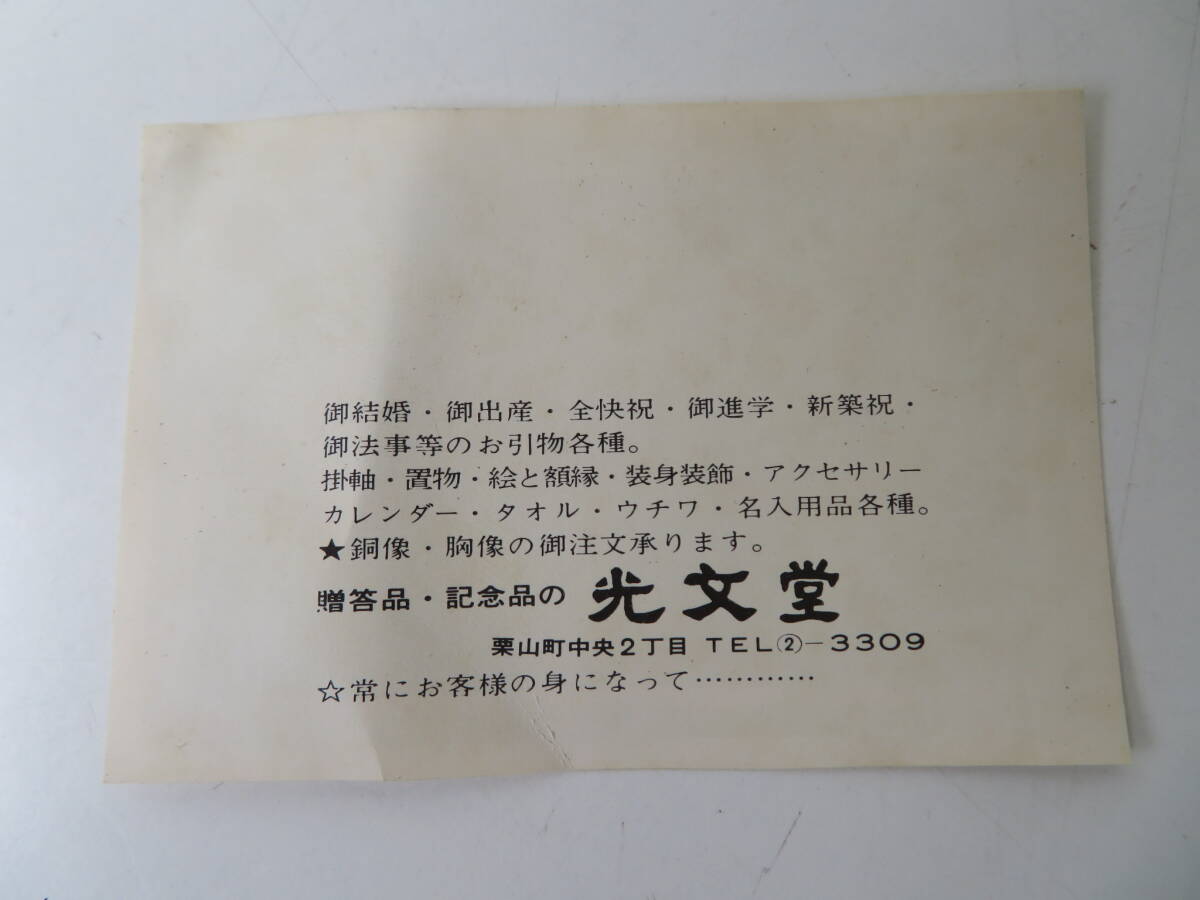 御結婚・御出産・全快祝・御進学・新築祝・
御法事等のお引物各種。
掛軸・置物・絵と額縁・装身装飾・アクセサリー
カレンダー・タオル・ウチワ・名入用品各種。
★銅像・胸像の御注文承ります。
贈答品・記念品の 光文堂
栗山町中央2丁目 TEL②-3309
☆常にお客様の身になって…………